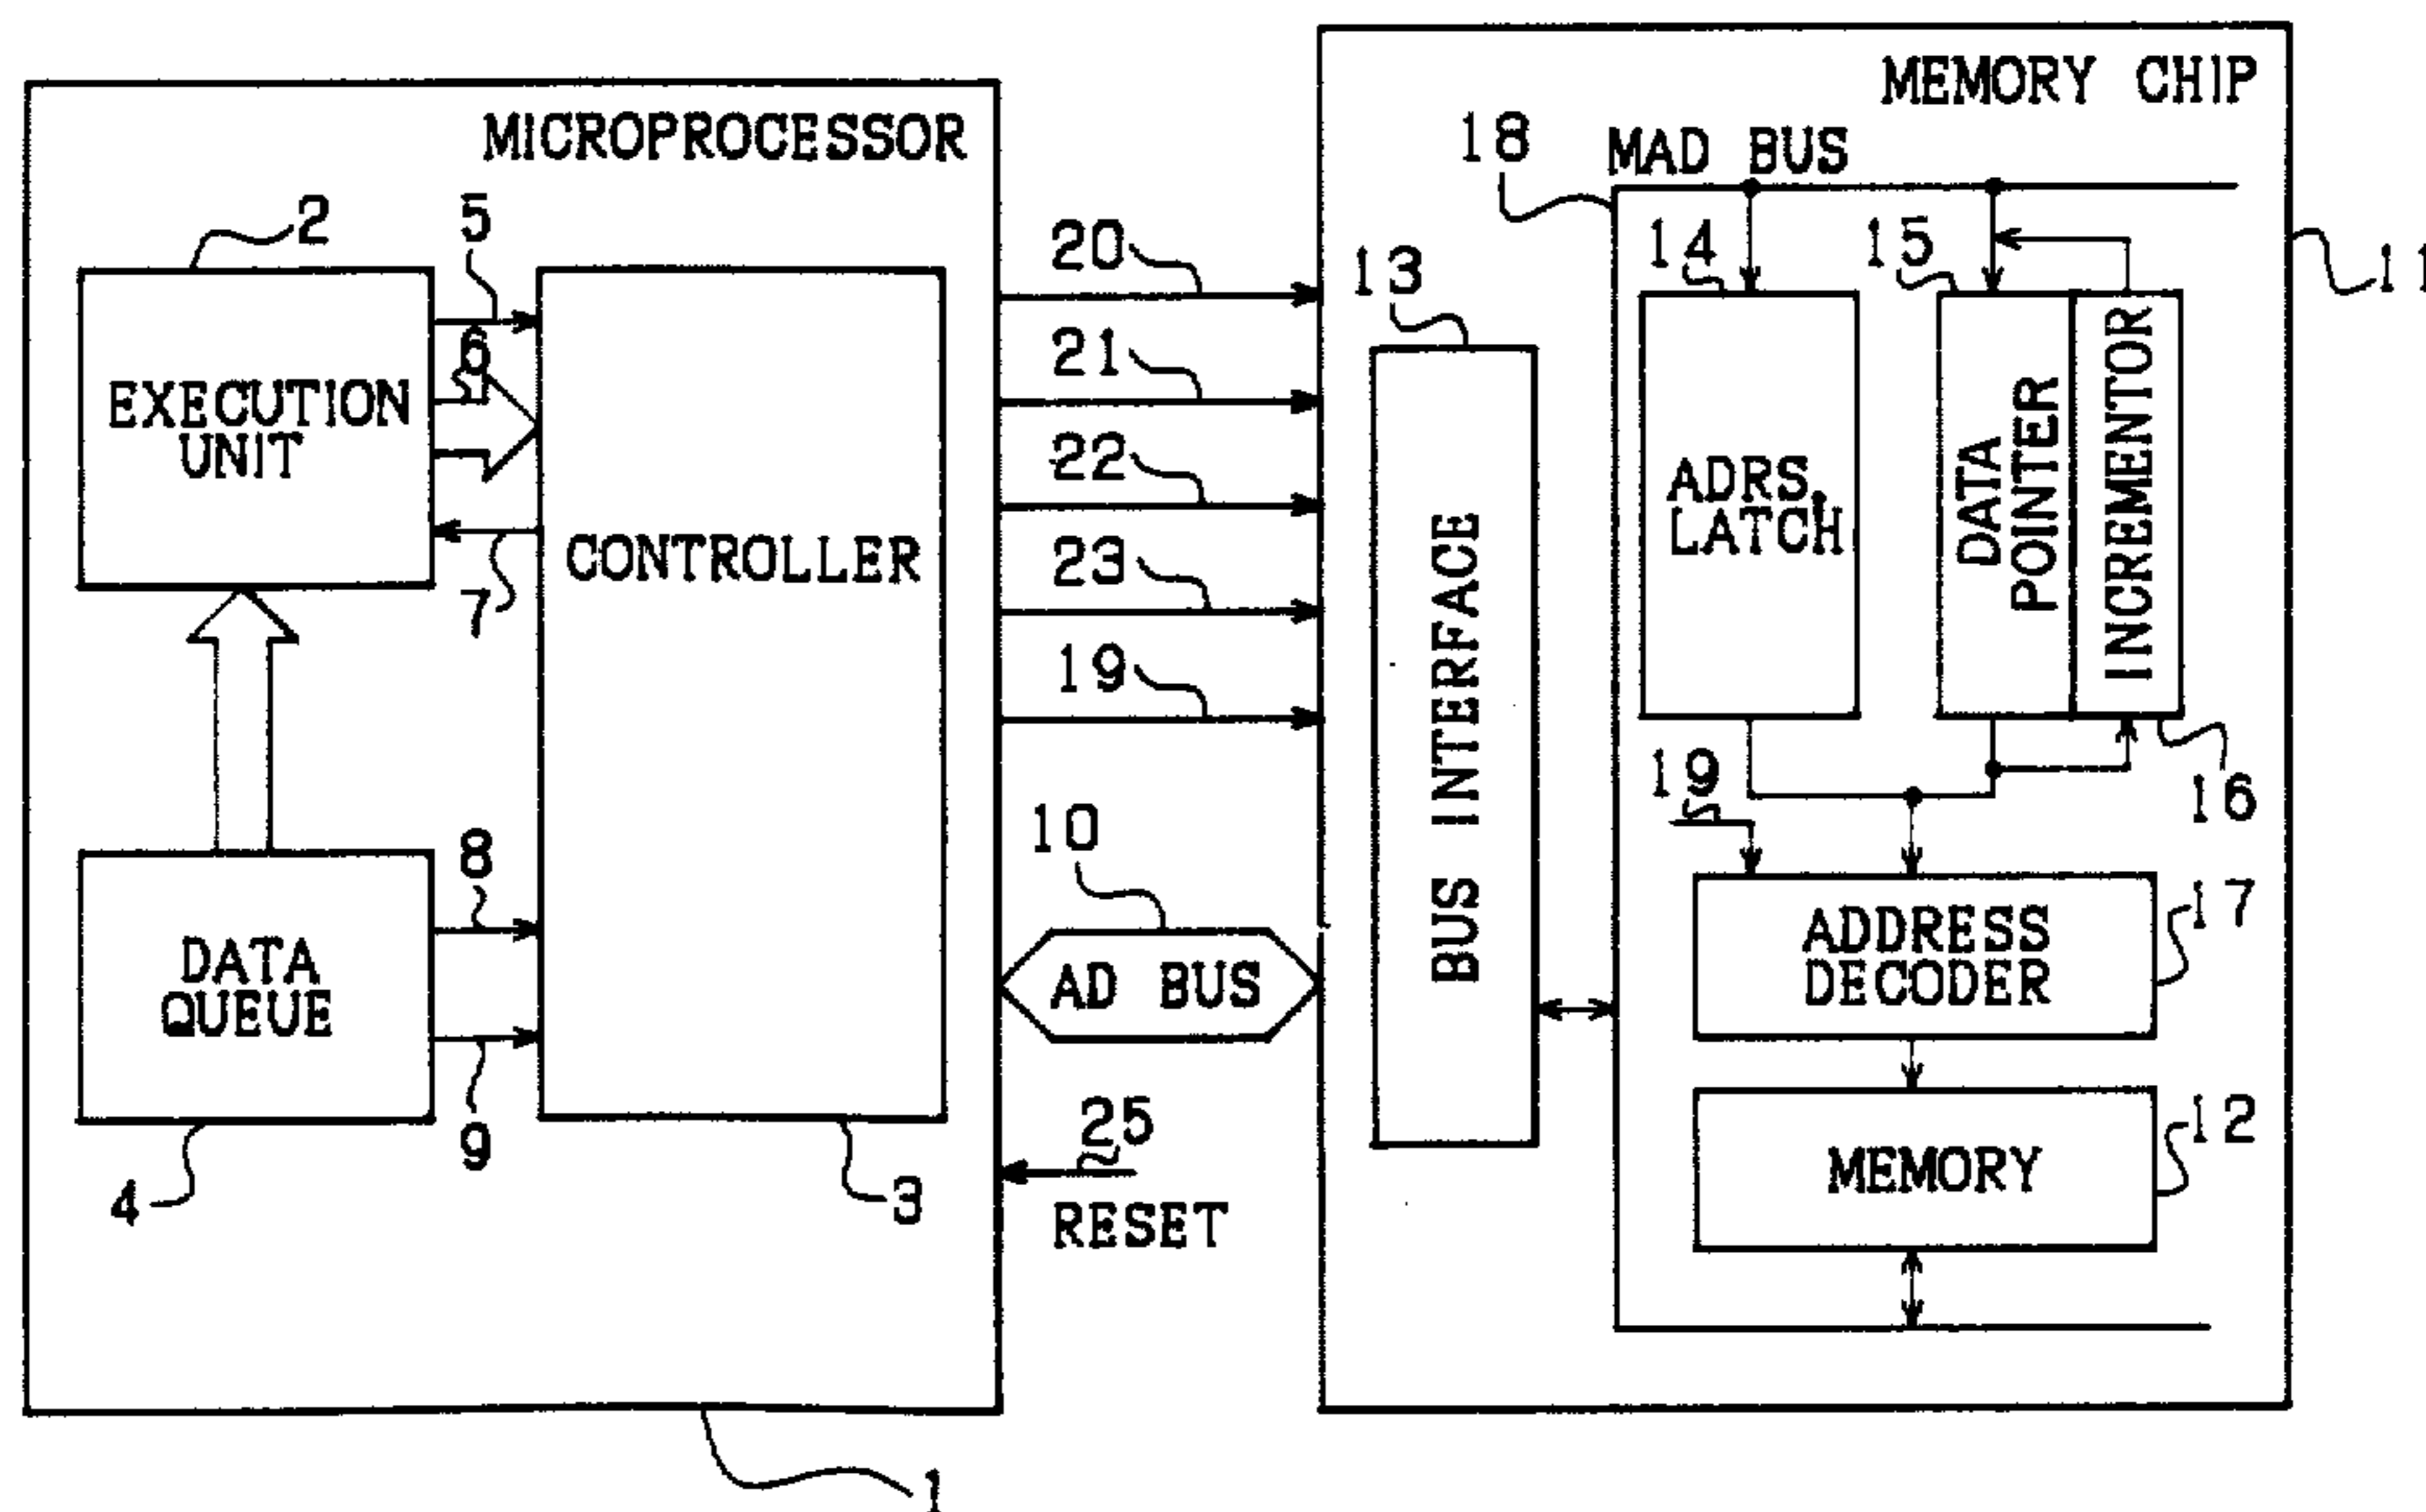 MEMORY CHIP
MICROPROCESSOR
18
MAD BUS
2
5
20
13
14
15
11
6
21
EXECUTION
UNIT
22
ADRS.
LATCH
DATA
POINTER
INCREMENTOR
CONTROLLER
7
23
BUS INTERFACE
19
19
16
10
8
17
ADDRESS
DECODER
DATA
QUEUE
AD BUS
9
25
12
MEMORY
4
3
RESET
1